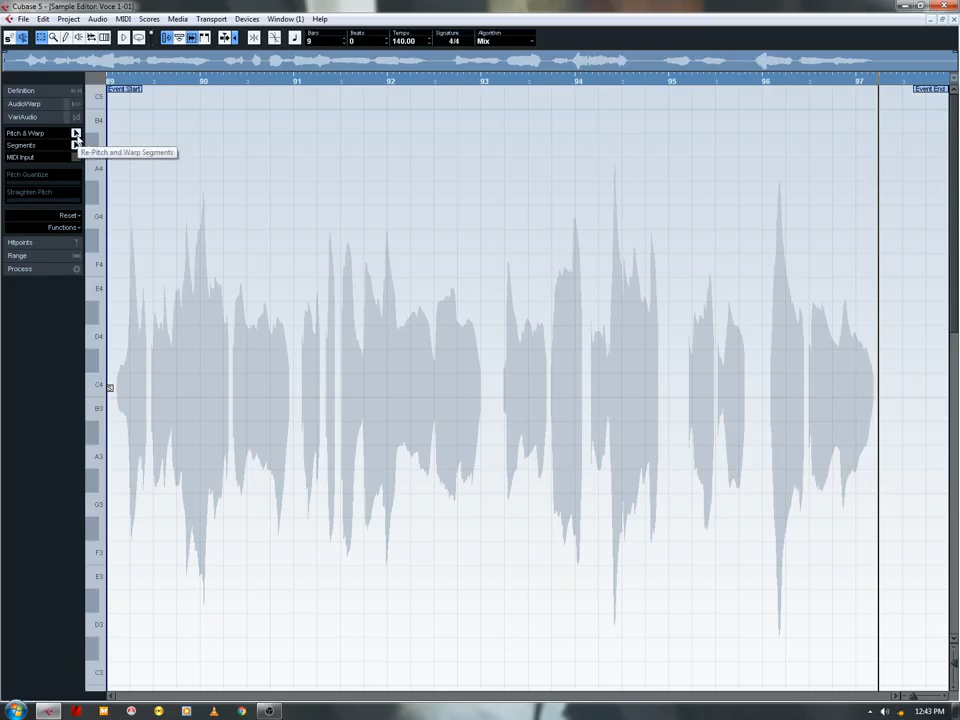 Cubase 5 - [Sample Editor: Voce 1-01]
File Edit Project Audio MIDI Scores Media Transport Devices Window (1) Help
Bars Beats Tempo Signature Algorithm
9 0 140.00 4/4 Mix
89 90 91 92 93 94 95 96 97
Event Start Event End
Definition
AudioWarp
VariAudio
Pitch & Warp
Segments
Re-Pitch and Warp Segments
MIDI Input
Pitch Quantize
Straighten Pitch
Reset
Functions
Hitpoints
Range
Process
C5
B4
A4
G4
F4
E4
D4
C4
B3
A3
G3
F3
E3
D3
C3
12:43 PM